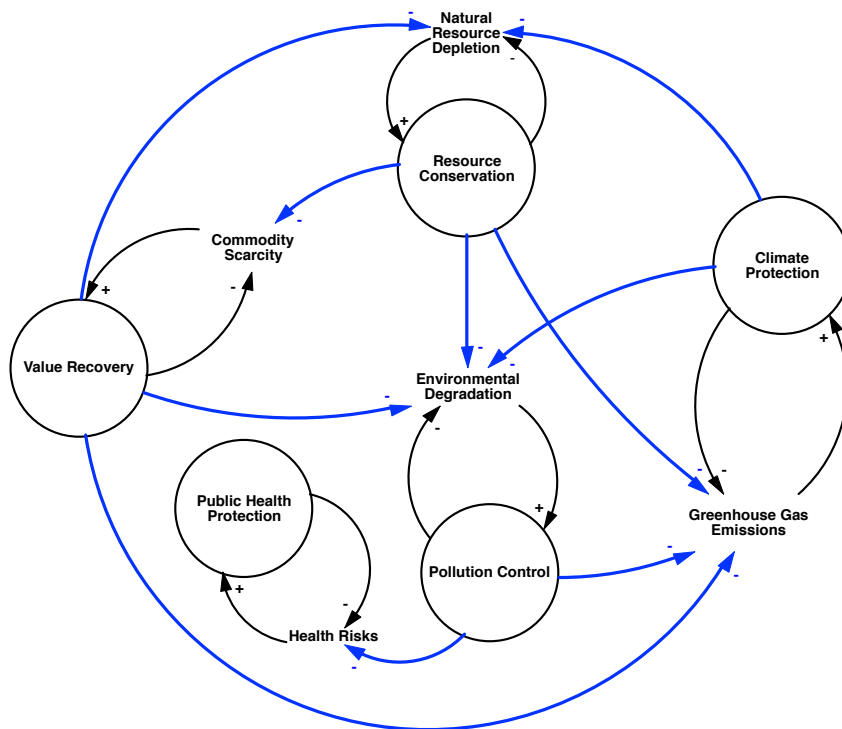 Natural
Resource
Depletion
-
-
-
+
Resource
Conservation
-
Commodity
Scarcity
Climate
Protection
+
-
+
Value Recovery
-
-
Environmental
Degradation
-
-
-
-
Public Health
Protection
+
Greenhouse Gas
Emissions
-
Pollution Control
-
+
-
Health Risks
-